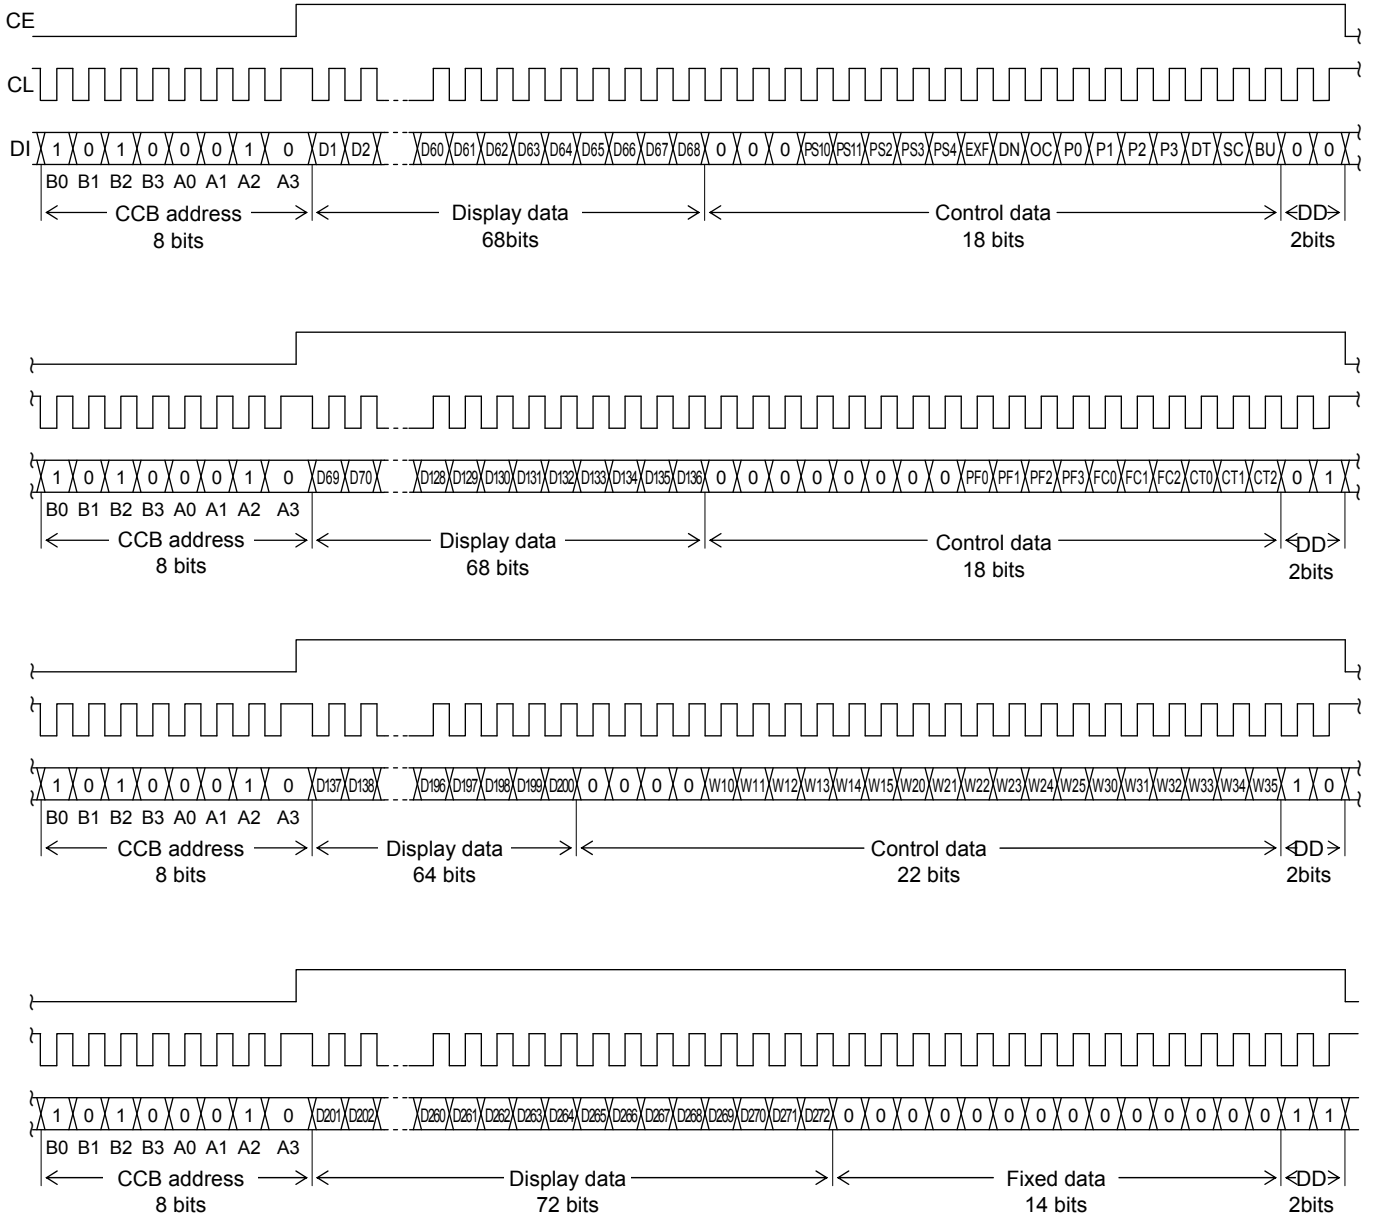 CE
CL
DI 1 0 1 0 0 0 1 0 D1 D2 D60 D61 D62 D63 D64 D65 D66 D67 D68 0 0 0 PS10 PS11 PS2 PS3 PS4 EXF DN OC P0 P1 P2 P3 DT SC BU 0 0
B0 B1 B2 B3 A0 A1 A2 A3
CCB address Display data Control data DD
8 bits 68bits 18 bits 2bits
1 0 1 0 0 0 1 0 D69 D70 D128 D129 D130 D131 D132 D133 D134 D135 D136 0 0 0 0 0 0 0 0 PF0 PF1 PF2 PF3 FC0 FC1 FC2 CT0 CT1 CT2 0 1
B0 B1 B2 B3 A0 A1 A2 A3
CCB address Display data Control data DD
8 bits 68 bits 18 bits 2bits
1 0 1 0 0 0 1 0 D137 D138 D196 D197 D198 D199 D200 0 0 0 0 W10 W11 W12 W13 W14 W15 W20 W21 W22 W23 W24 W25 W30 W31 W32 W33 W34 W35 1 0
B0 B1 B2 B3 A0 A1 A2 A3
CCB address Display data Control data DD
8 bits 64 bits 22 bits 2bits
1 0 1 0 0 0 1 0 D201 D202 D260 D261 D262 D263 D264 D265 D266 D267 D268 D269 D270 D271 D272 0 0 0 0 0 0 0 0 0 0 0 0 0 0 1 1
B0 B1 B2 B3 A0 A1 A2 A3
CCB address Display data Fixed data DD
8 bits 72 bits 14 bits 2bits